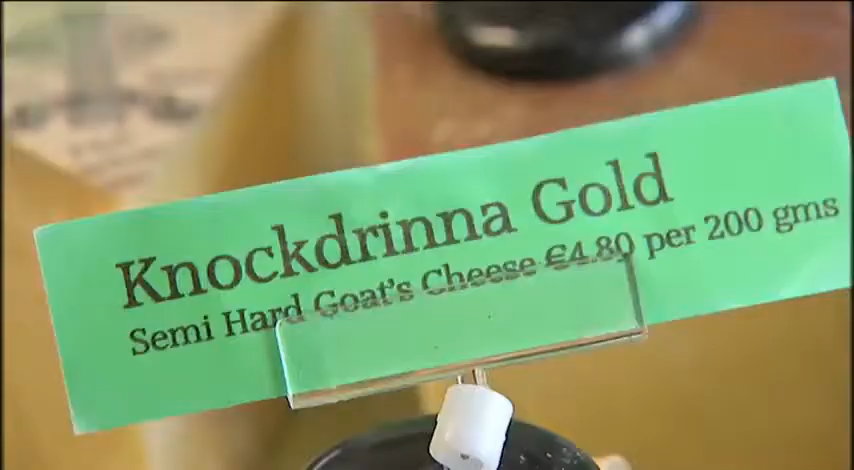 Knockdrinna Gold
Semi Hard Goat's Cheese €4.80 per 200 gms